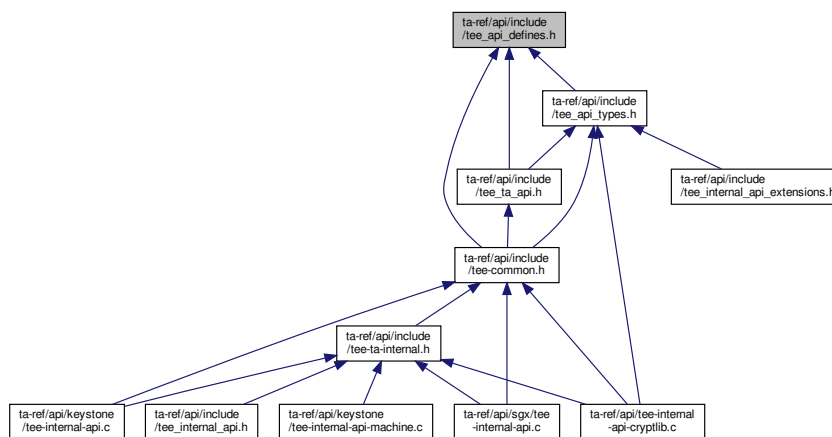 ta-ref/api/include
/tee_api_defines.h
ta-ref/api/include
/tee_api_types.h
ta-ref/api/include
/tee_ta_api.h
ta-ref/api/include
/tee_internal_api_extensions.h
ta-ref/api/include
/tee-common.h
ta-ref/api/include
/tee-ta-internal.h
ta-ref/api/keystone
/tee-internal-api.c
ta-ref/api/include
/tee_internal_api.h
ta-ref/api/keystone
/tee-internal-api-machine.c
ta-ref/api/sgx/tee
-internal-api.c
ta-ref/api/tee-internal
-api-cryptlib.c